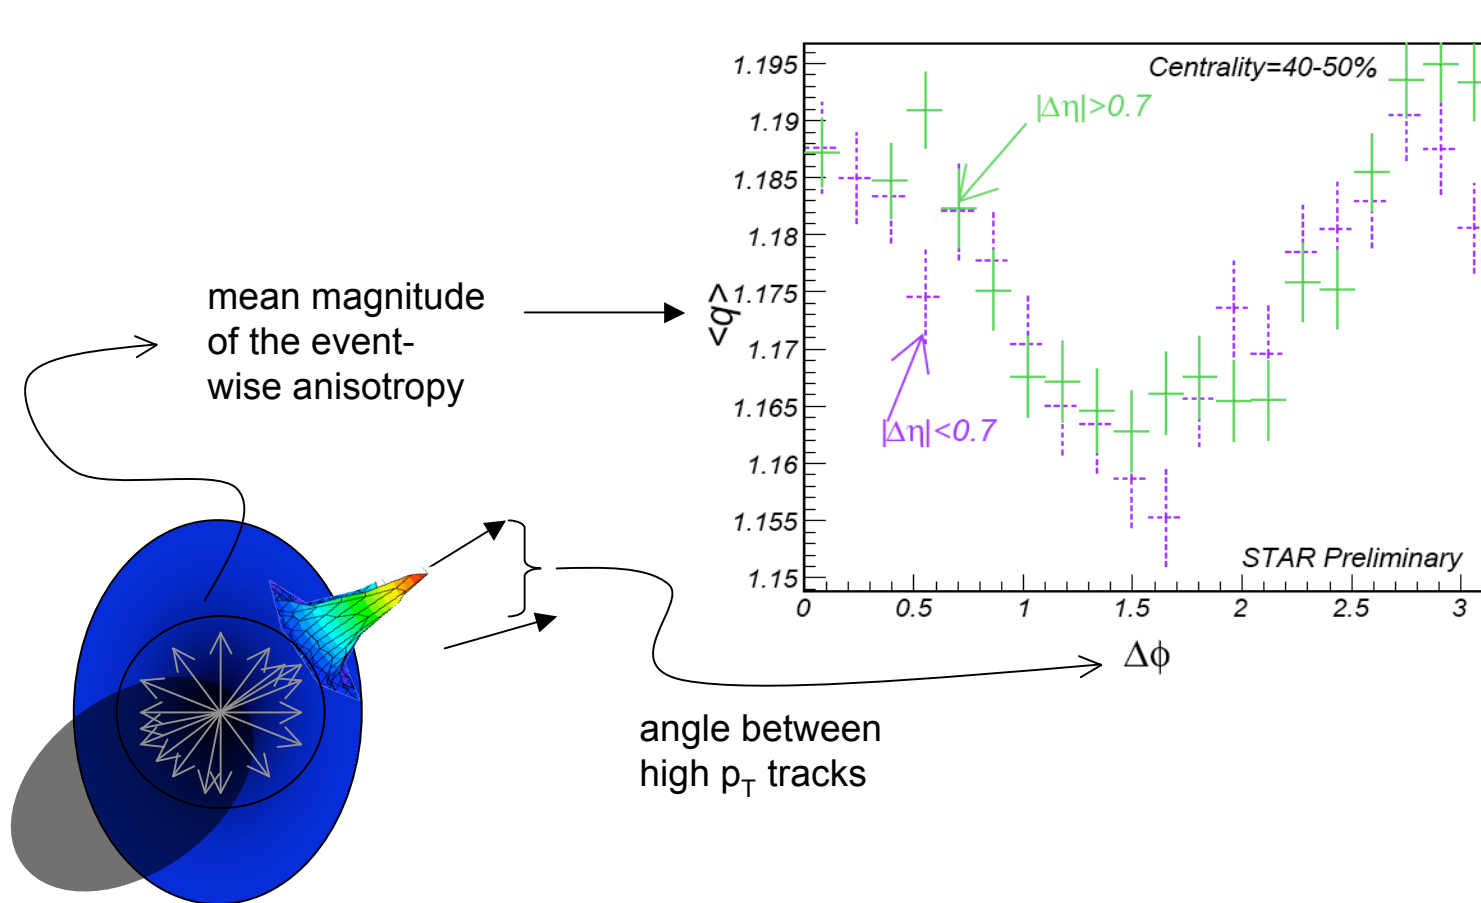 Centrality=40-50%
|Δη|>0.7
|Δη|<0.7
STAR Preliminary
1.195
1.19
1.185
1.18
1.175
1.17
1.165
1.16
1.155
1.15
<q>
0 0.5 1 1.5 2 2.5 3
Δϕ
mean magnitude
of the event-
wise anisotropy
angle between
high pT tracks